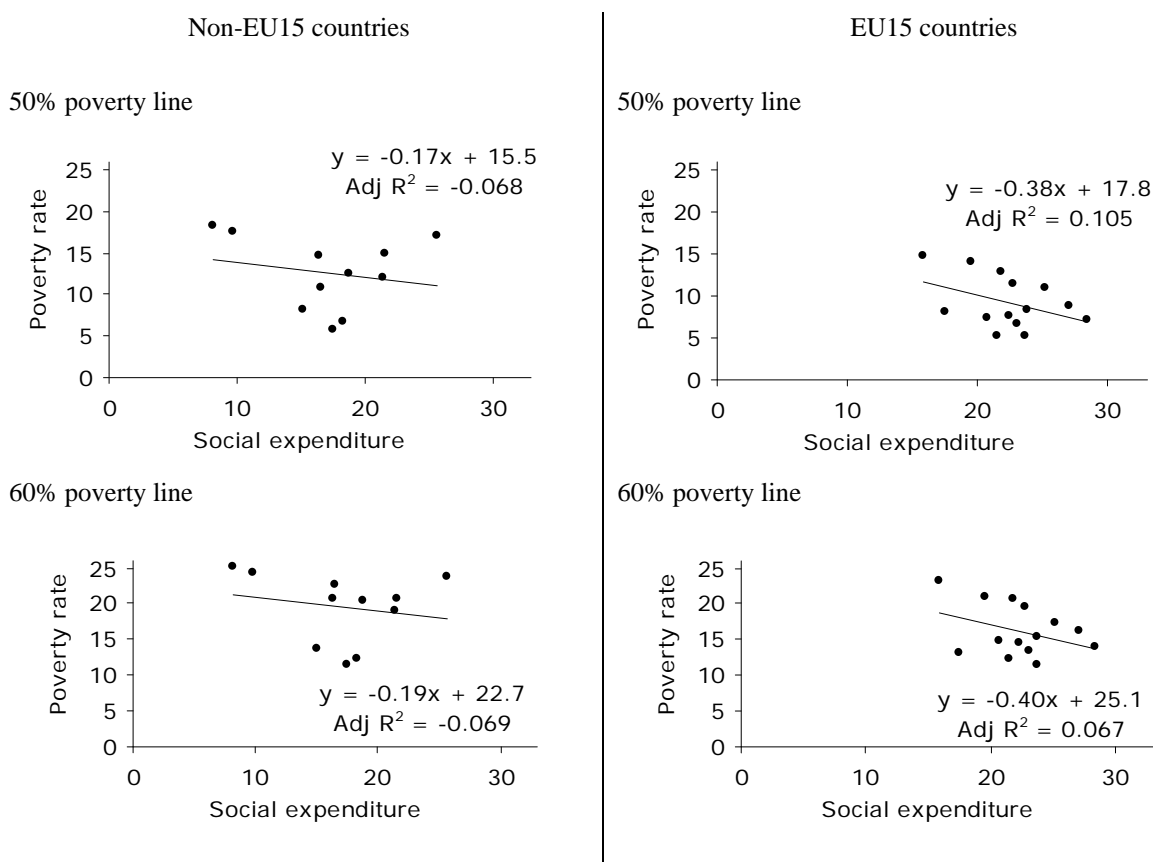 Non-EU15 countries
50% poverty line
y = -0.17x + 15.5
Adj R² = -0.068
Poverty rate
25
20
15
10
5
0
0 10 20 30
Social expenditure
60% poverty line
Poverty rate
25
20
15
10
5
0
y = -0.19x + 22.7
Adj R² = -0.069
0 10 20 30
Social expenditure
EU15 countries
50% poverty line
y = -0.38x + 17.8
Adj R² = 0.105
Poverty rate
25
20
15
10
5
0
0 10 20 30
Social expenditure
60% poverty line
Poverty rate
25
20
15
10
5
0
y = -0.40x + 25.1
Adj R² = 0.067
0 10 20 30
Social expenditure